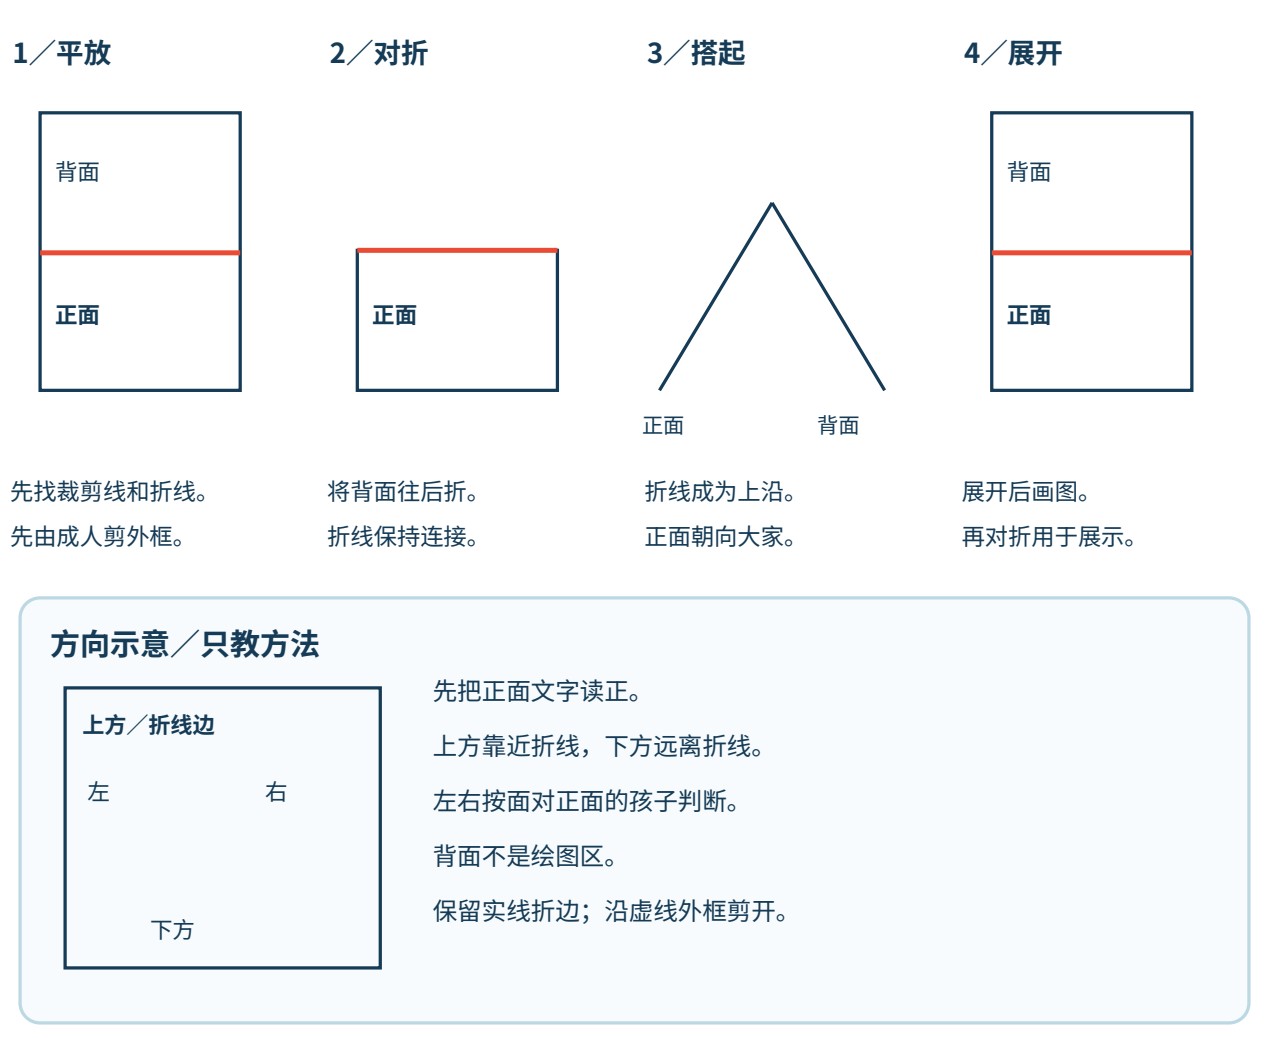 1／平放
背面
正面
先找裁剪线和折线。
先由成人剪外框。
2／对折
正面
将背面往后折。
折线保持连接。
3／搭起
正面
背面
折线成为上沿。
正面朝向大家。
4／展开
背面
正面
展开后画图。
再对折用于展示。
方向示意／只教方法
上方／折线边
左
右
下方
先把正面文字读正。
上方靠近折线，下方远离折线。
左右按面对正面的孩子判断。
背面不是绘图区。
保留实线折边；沿虚线外框剪开。